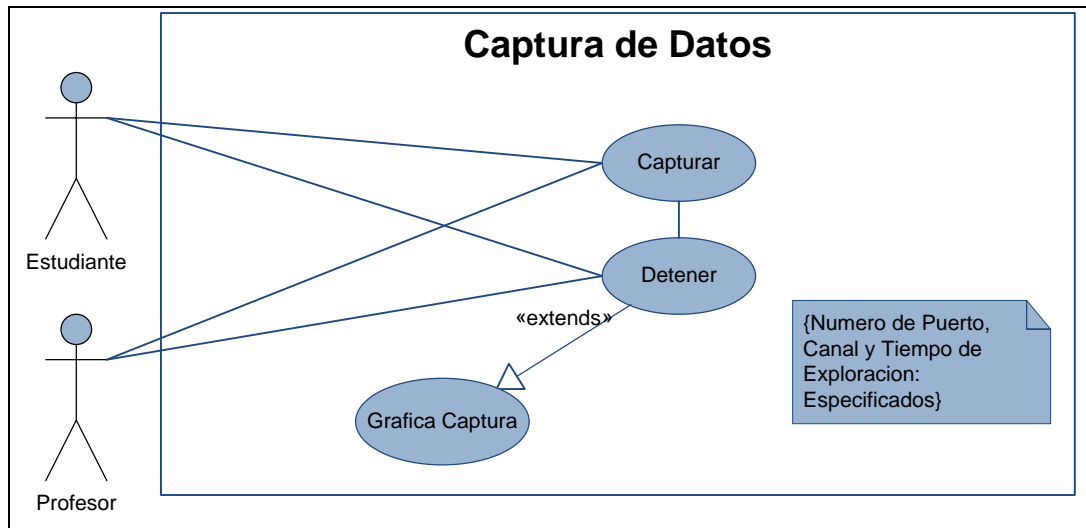 Captura de Datos
Estudiante
Capturar
Detener
«extends»
Grafica Captura
{Numero de Puerto,
Canal y Tiempo de
Exploracion:
Especificados}
Profesor